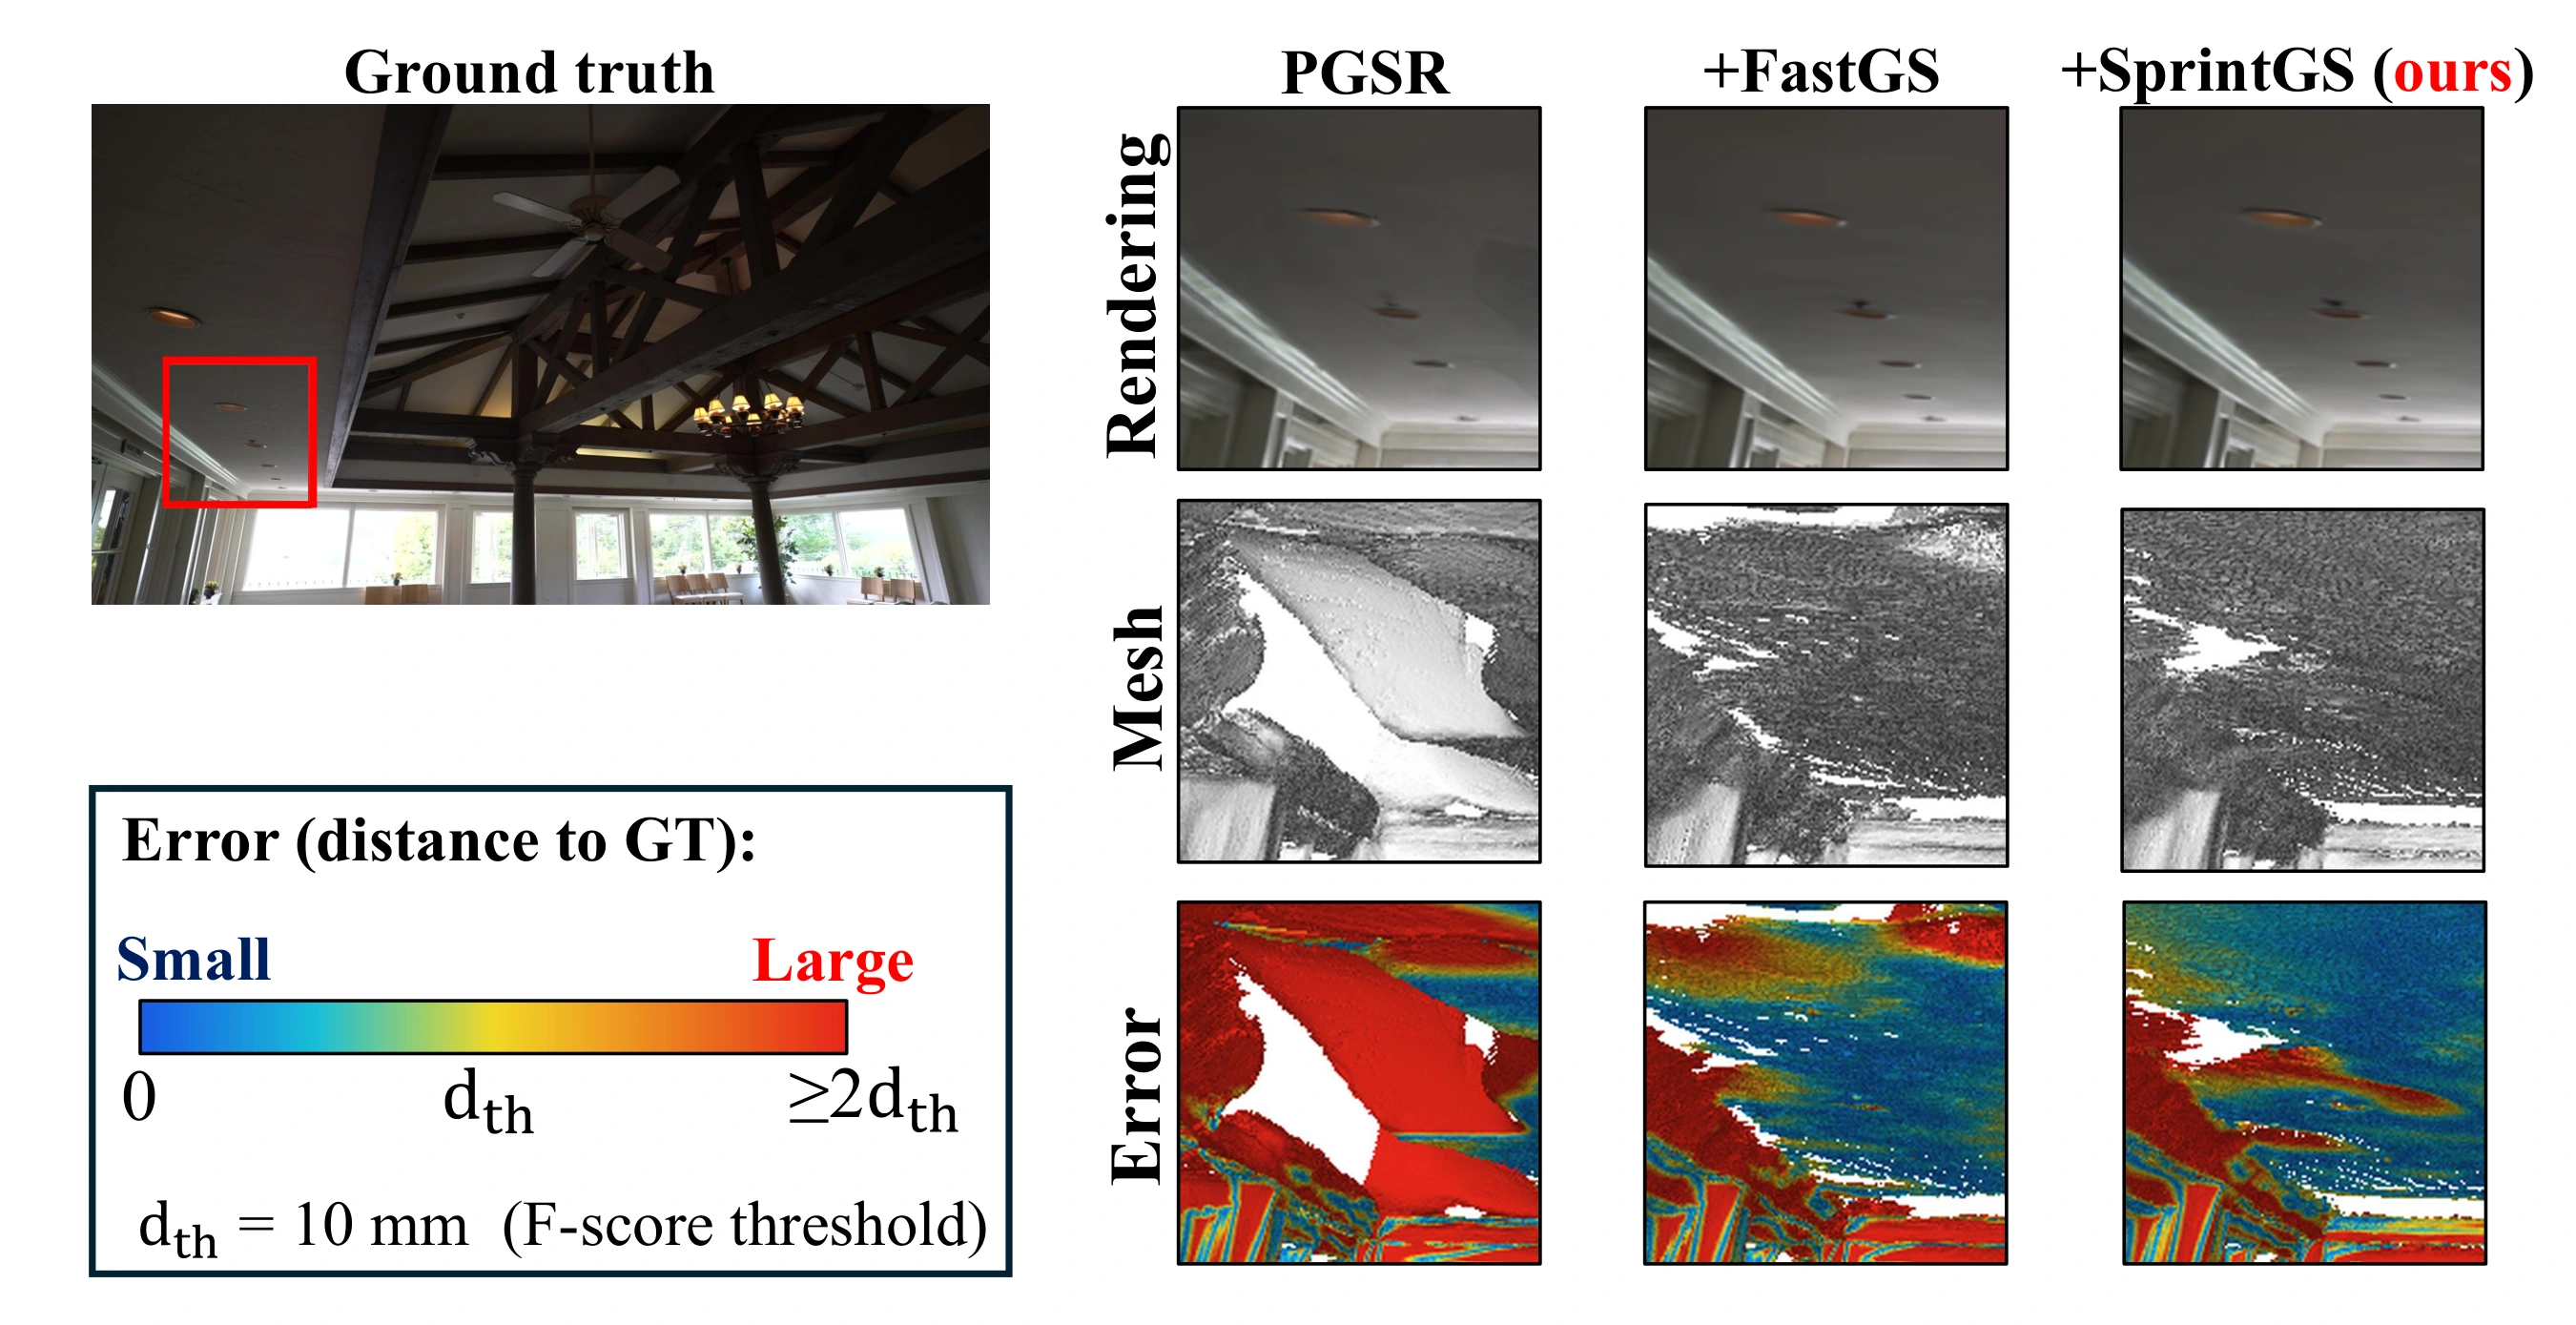 Ground truth
PGSR
+FastGS
+SprintGS (ours)
Rendering
Mesh
Error
Error (distance to GT):
Small
Large
0
dth
≥2dth
dth = 10 mm (F-score threshold)